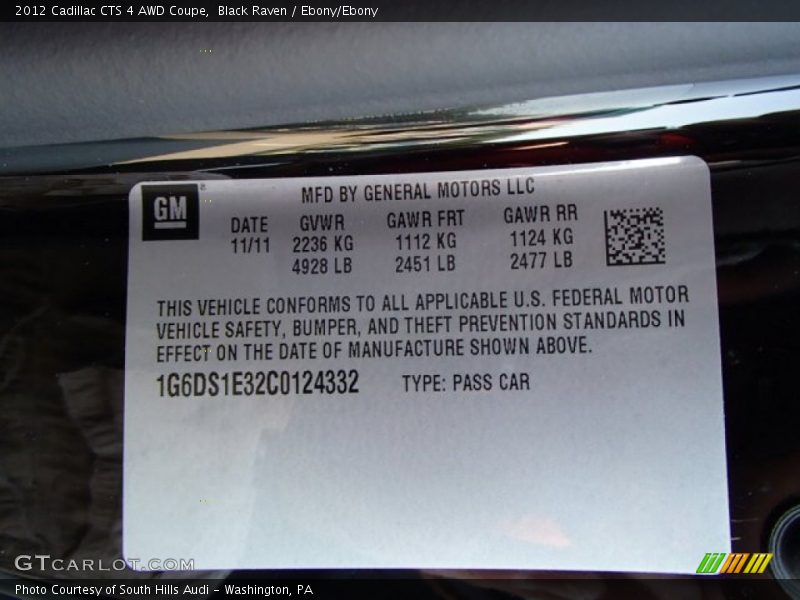 2012 Cadillac CTS 4 AWD Coupe, Black Raven / Ebony/Ebony
GM
MFD BY GENERAL MOTORS LLC
DATE GVWR GAWR FRT GAWR RR
11/11 2236 KG 1112 KG 1124 KG
4928 LB 2451 LB 2477 LB
THIS VEHICLE CONFORMS TO ALL APPLICABLE U.S. FEDERAL MOTOR
VEHICLE SAFETY, BUMPER, AND THEFT PREVENTION STANDARDS IN
EFFECT ON THE DATE OF MANUFACTURE SHOWN ABOVE.
1G6DS1E32C0124332 TYPE: PASS CAR
GTCARLOT.COM
Photo Courtesy of South Hills Audi - Washington, PA